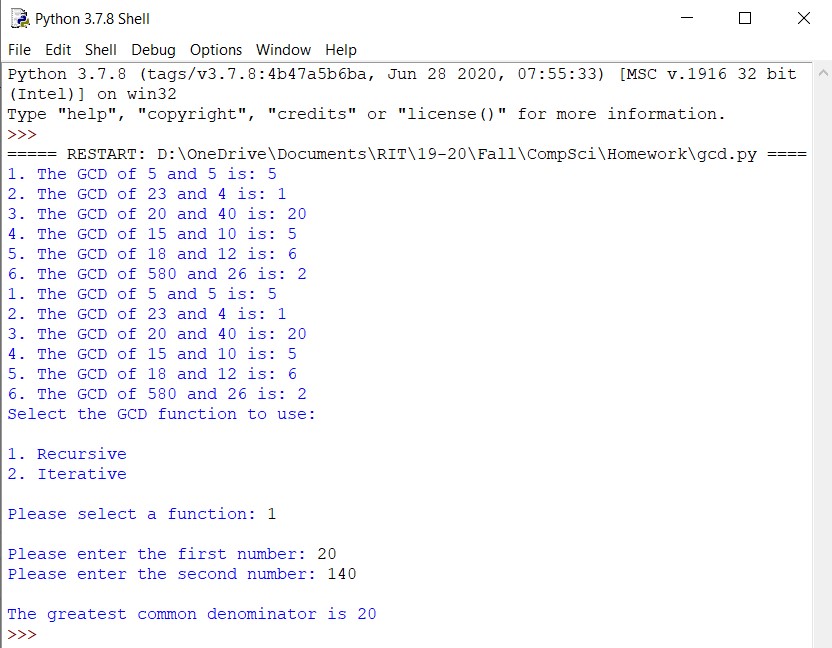 Python 3.7.8 Shell
File Edit Shell Debug Options Window Help
Python 3.7.8 (tags/v3.7.8:4b47a5b6ba, Jun 28 2020, 07:55:33) [MSC v.1916 32 bit
(Intel)] on win32
Type "help", "copyright", "credits" or "license()" for more information.
>>>
===== RESTART: D:\OneDrive\Documents\RIT\19-20\Fall\CompSci\Homework\gcd.py ====
1. The GCD of 5 and 5 is: 5
2. The GCD of 23 and 4 is: 1
3. The GCD of 20 and 40 is: 20
4. The GCD of 15 and 10 is: 5
5. The GCD of 18 and 12 is: 6
6. The GCD of 580 and 26 is: 2
1. The GCD of 5 and 5 is: 5
2. The GCD of 23 and 4 is: 1
3. The GCD of 20 and 40 is: 20
4. The GCD of 15 and 10 is: 5
5. The GCD of 18 and 12 is: 6
6. The GCD of 580 and 26 is: 2
Select the GCD function to use:
1. Recursive
2. Iterative
Please select a function: 1
Please enter the first number: 20
Please enter the second number: 140
The greatest common denominator is 20
>>>